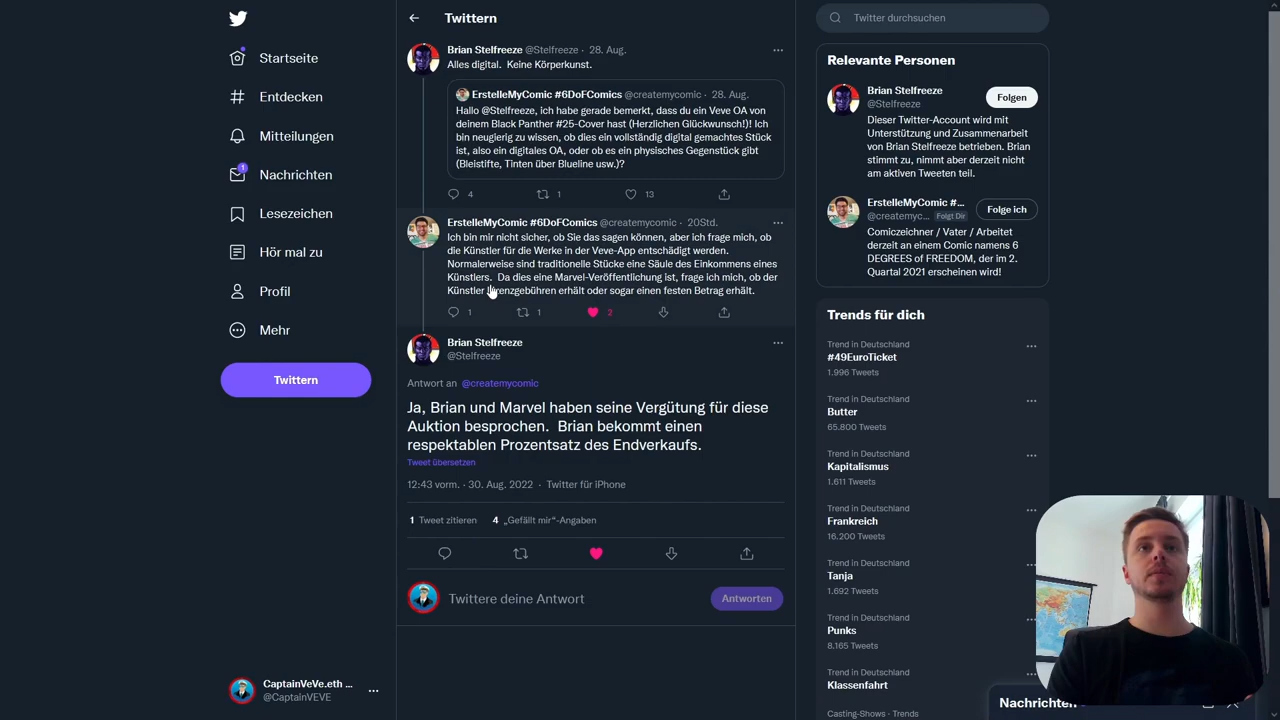 Startseite
Entdecken
Mitteilungen
1
Nachrichten
Lesezeichen
Hör mal zu
Profil
Mehr
Twittern
CaptainVeVe.eth ...
@CaptainVEVE
Twittern
Brian Stelfreeze @Stelfreeze · 28. Aug.
Alles digital. Keine Körperkunst.
ErstelleMyComic #6DoFComics @createmycomic · 28. Aug.
Hallo @Stelfreeze, ich habe gerade bemerkt, dass du ein Veve OA von
deinem Black Panther #25-Cover hast (Herzlichen Glückwunsch!)! Ich
bin neugierig zu wissen, ob dies ein vollständig digital gemachtes Stück
ist, also ein digitales OA, oder ob es ein physisches Gegenstück gibt
(Bleistifte, Tinten über Blueline usw.)?
4 1 13
ErstelleMyComic #6DoFComics @createmycomic · 20Std.
Ich bin mir nicht sicher, ob Sie das sagen können, aber ich frage mich, ob
die Künstler für die Werke in der Veve-App entschädigt werden.
Normalerweise sind traditionelle Stücke eine Säule des Einkommens eines
Künstlers. Da dies eine Marvel-Veröffentlichung ist, frage ich mich, ob der
Künstler erhält oder sogar einen festen Betrag erhält.
1 1 2
Brian Stelfreeze
@Stelfreeze
Antwort an @createmycomic
Ja, Brian und Marvel haben seine Vergütung für diese
Auktion besprochen. Brian bekommt einen
respektablen Prozentsatz des Endverkaufs.
Tweet übersetzen
12:43 vorm. · 30. Aug. 2022 · Twitter für iPhone
1 Tweet zitieren 4 „Gefällt mir“-Angaben
Twittere deine Antwort
Antworten
Twitter durchsuchen
Relevante Personen
Brian Stelfreeze
@Stelfreeze
Folgen
Dieser Twitter-Account wird mit
Unterstützung und Zusammenarbeit
von Brian Stelfreeze betrieben. Brian
stimmt zu, nimmt aber derzeit nicht
am aktiven Tweeten teil.
ErstelleMyComic #...
@createmyc... Folgt Dir
Folge ich
Comiczeichner / Vater / Arbeitet
derzeit an einem Comic namens 6
DEGREES of FREEDOM, der im 2.
Quartal 2021 erscheinen wird!
Trends für dich
Trend in Deutschland
#49EuroTicket
1.996 Tweets
Trend in Deutschland
Butter
65.800 Tweets
Trend in Deutschland
Kapitalismus
1.611 Tweets
Trend in Deutschland
Frankreich
16.200 Tweets
Trend in Deutschland
Tanja
1.692 Tweets
Trend in Deutschland
Punks
8.165 Tweets
Trend in Deutschland
Klassenfahrt
Casting-Shows · Trends
Nachrichten